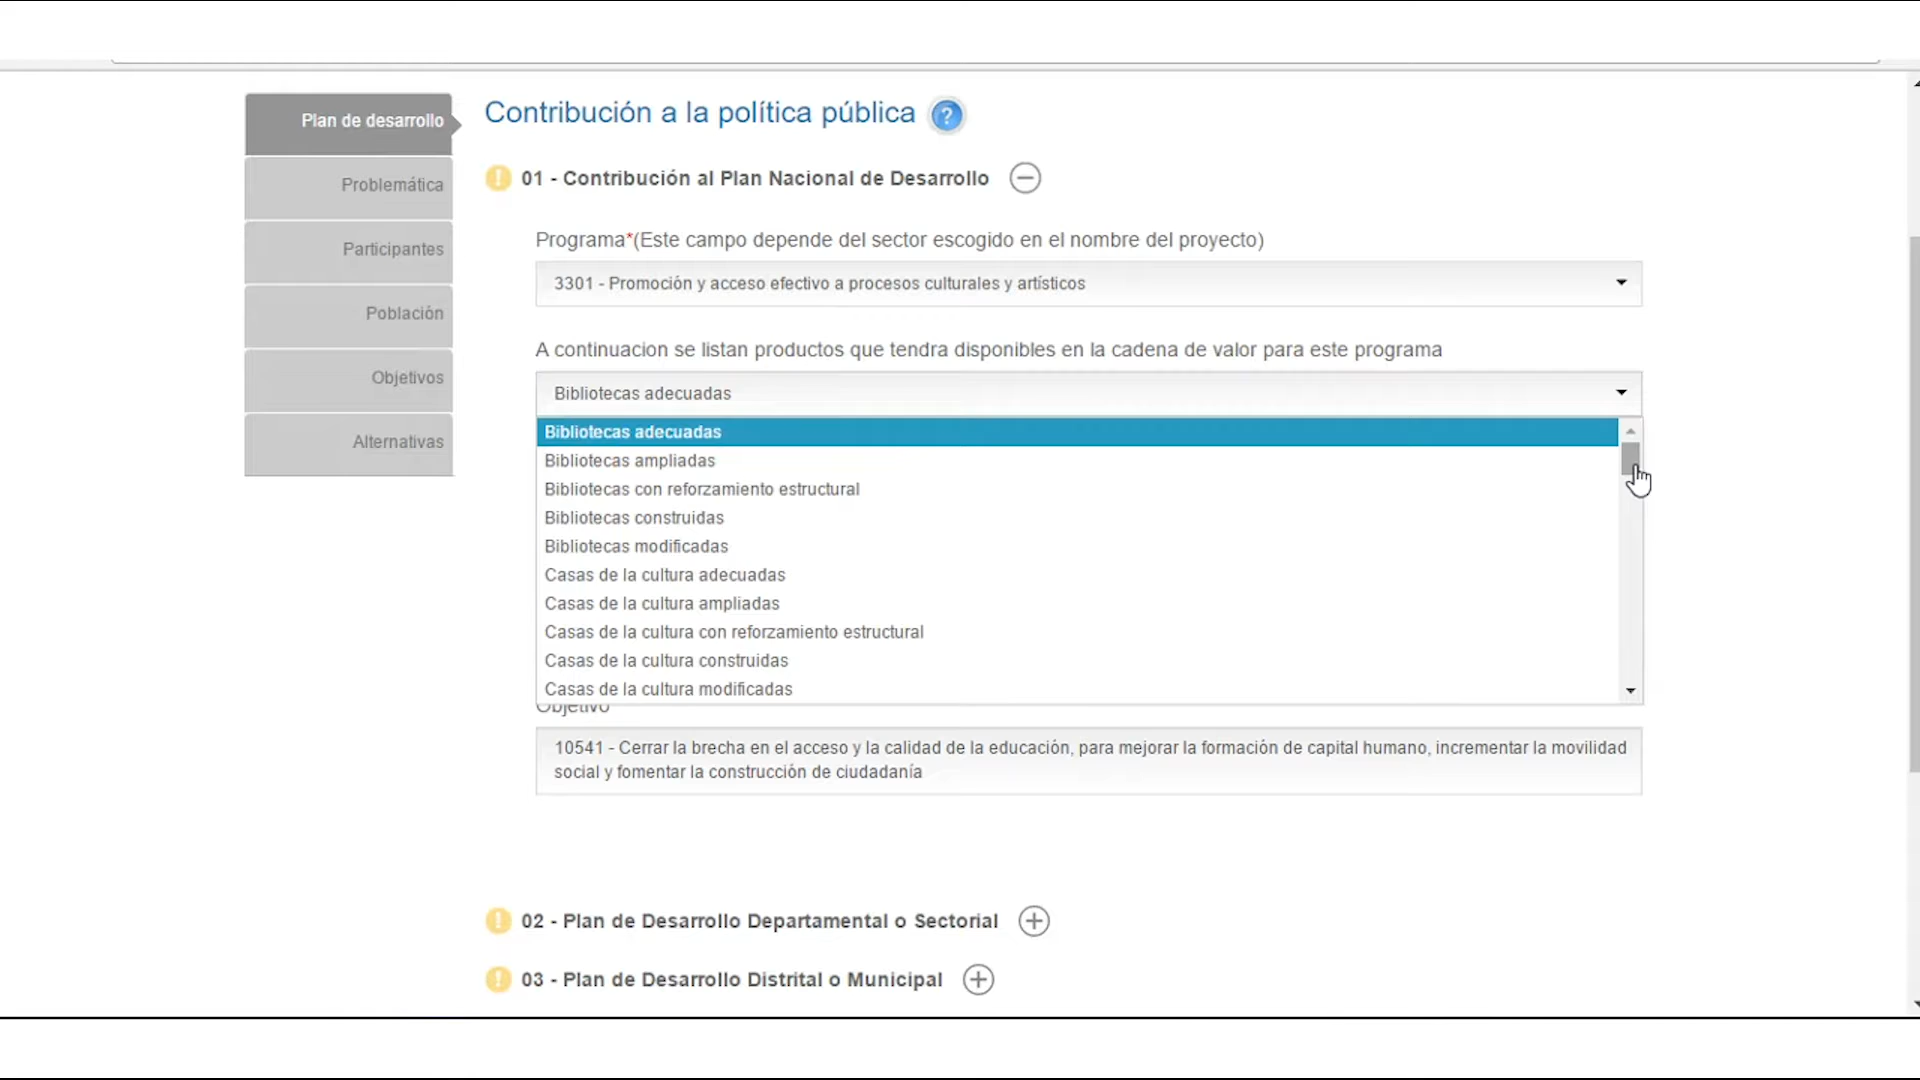 Plan de desarrollo
Problemática
Participantes
Población
Objetivos
Alternativas
Contribución a la política pública ?
! 01 - Contribución al Plan Nacional de Desarrollo
Programa*(Este campo depende del sector escogido en el nombre del proyecto)
3301 - Promoción y acceso efectivo a procesos culturales y artísticos
A continuacion se listan productos que tendra disponibles en la cadena de valor para este programa
Bibliotecas adecuadas
Bibliotecas adecuadas
Bibliotecas ampliadas
Bibliotecas con reforzamiento estructural
Bibliotecas construidas
Bibliotecas modificadas
Casas de la cultura adecuadas
Casas de la cultura ampliadas
Casas de la cultura con reforzamiento estructural
Casas de la cultura construidas
Casas de la cultura modificadas
Objetivo
10541 - Cerrar la brecha en el acceso y la calidad de la educación, para mejorar la formación de capital humano, incrementar la movilidad
social y fomentar la construcción de ciudadanía
! 02 - Plan de Desarrollo Departamental o Sectorial
! 03 - Plan de Desarrollo Distrital o Municipal